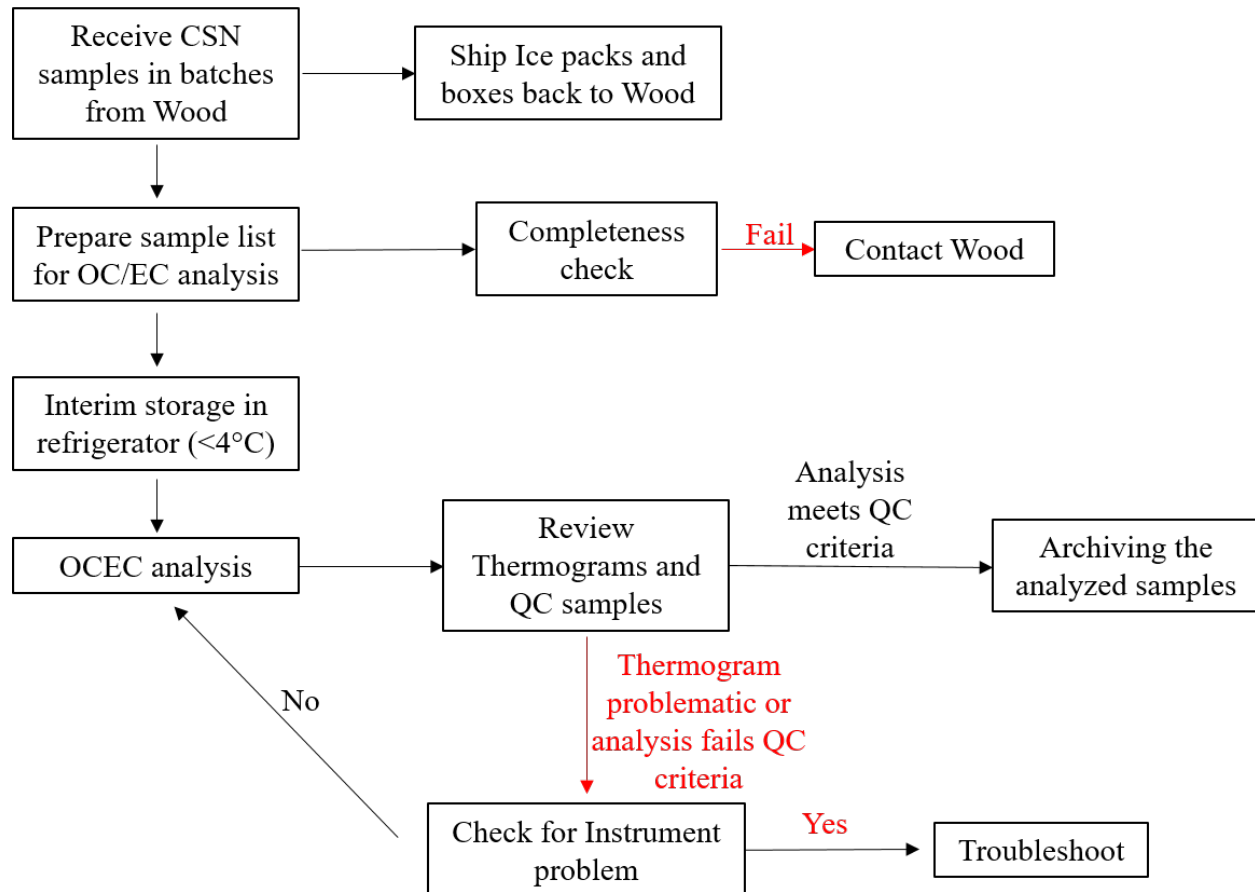 Receive CSN
samples in batches
from Wood
Ship Ice packs and
boxes back to Wood
Prepare sample list
for OC/EC analysis
Completeness
check
Fail
Contact Wood
Interim storage in
refrigerator (<4°C)
OCEC analysis
Review
Thermograms and
QC samples
Analysis
meets QC
criteria
Archiving the
analyzed samples
No
Thermogram
problematic or
analysis fails QC
criteria
Check for Instrument
problem
Yes
Troubleshoot